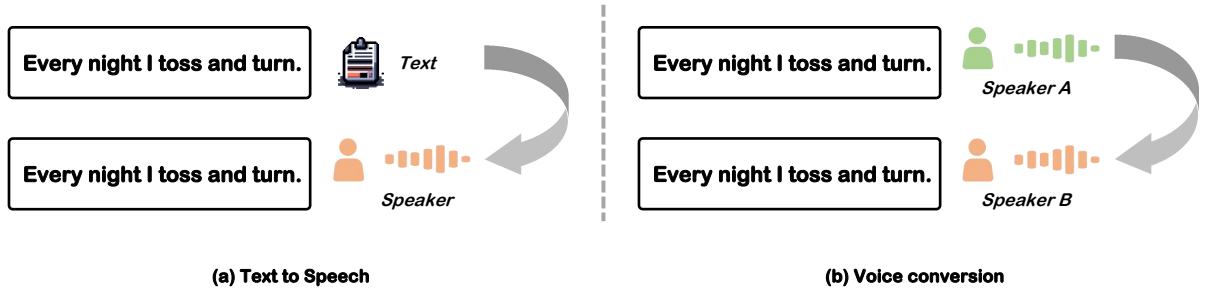 Every night I toss and turn.
Text
Every night I toss and turn.
Speaker
(a) Text to Speech
Every night I toss and turn.
Speaker A
Every night I toss and turn.
Speaker B
(b) Voice conversion